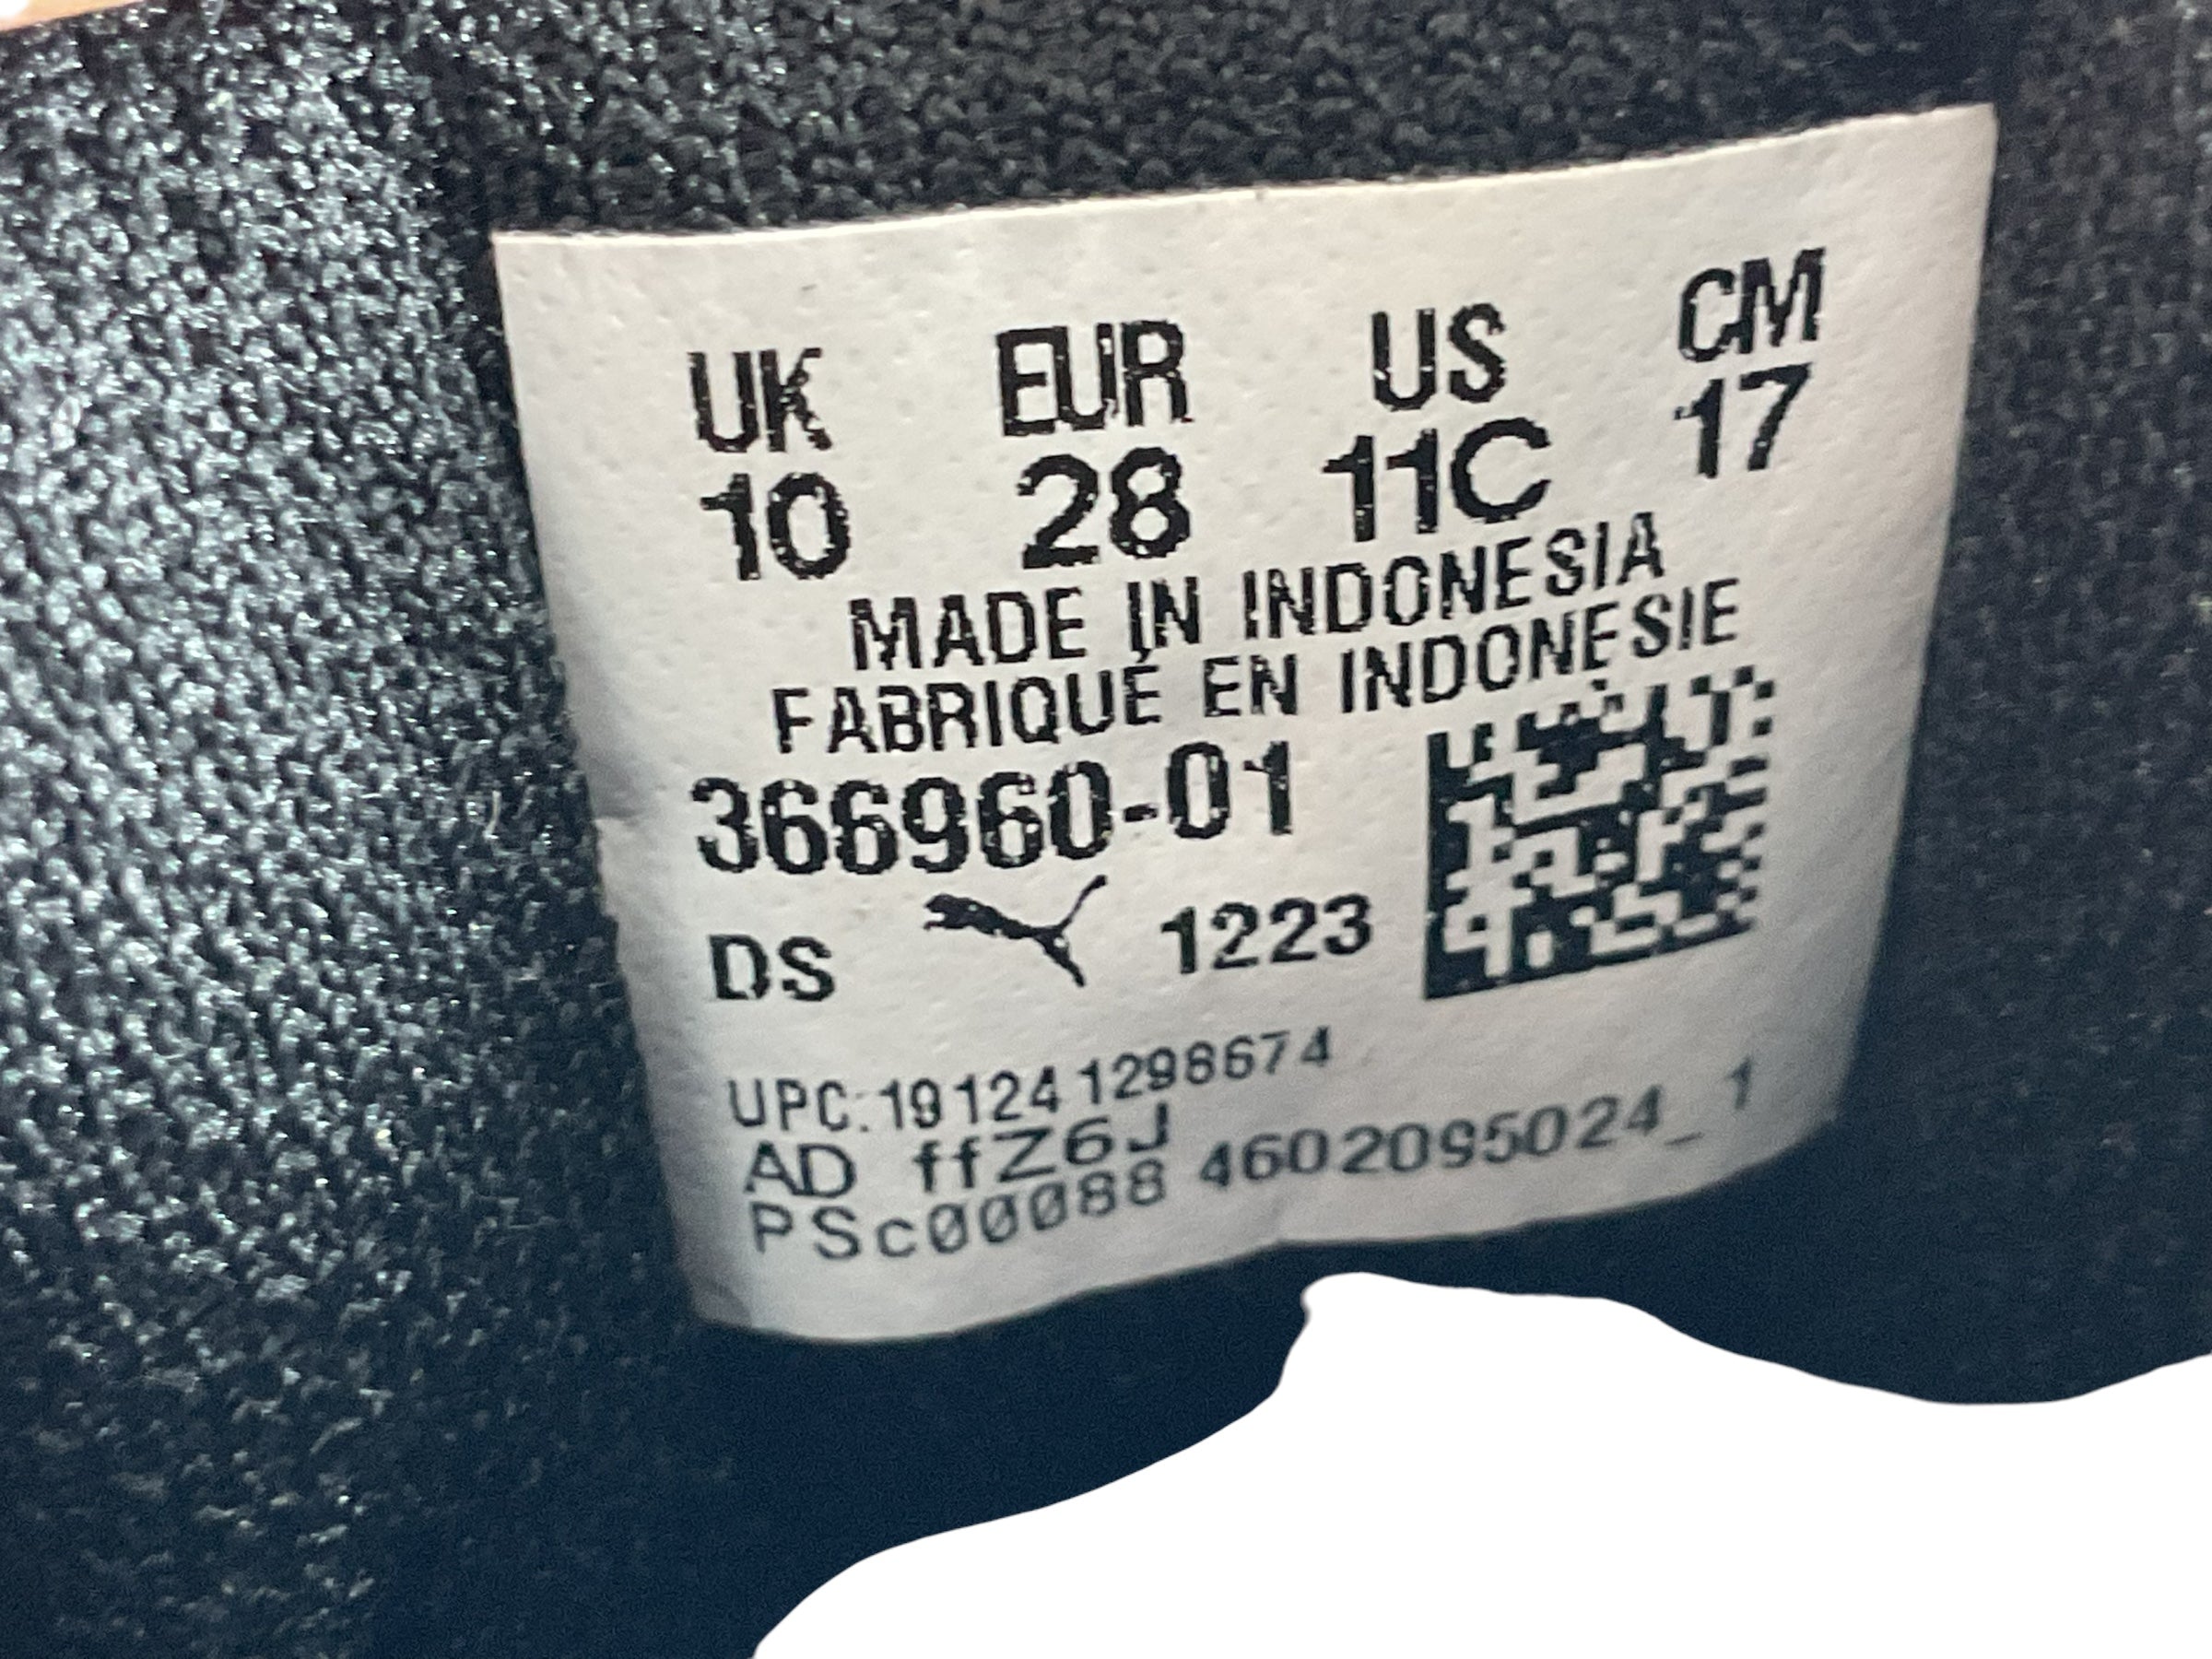 UK EUR US CM
10 28 11C 17
MADE IN INDONESIA
FABRIQUÉ EN INDONESIE
366960-01
DS 1223
UPC:191241298674
AD ffZ6J
PSc00088 4602095024_1